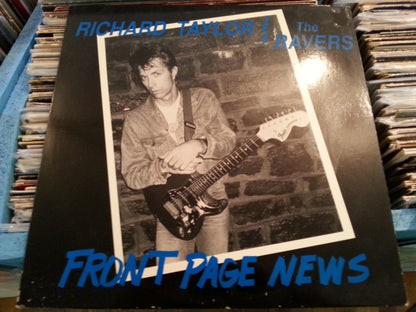 RICHARD TAYLOR & The
RAVERS
FRONT PAGE NEWS